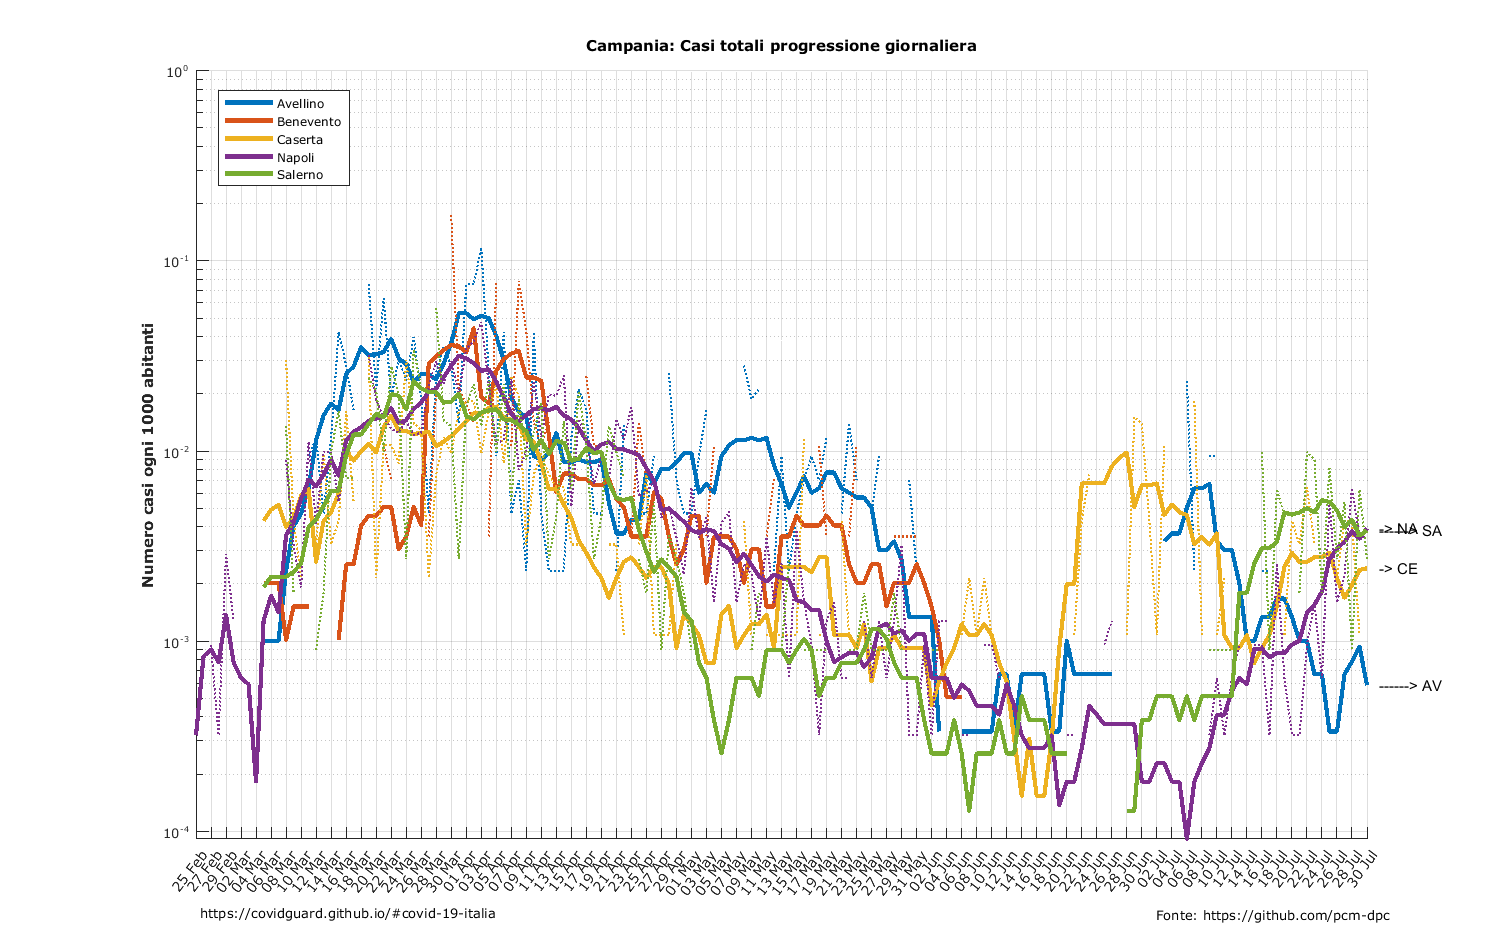 Campania: Casi totali progressione giornaliera
10⁰
10⁻¹
10⁻²
10⁻³
10⁻⁴
Numero casi ogni 1000 abitanti
Avellino
Benevento
Caserta
Napoli
Salerno
-> NA
------> SA
-> CE
------> AV
25 Feb
27 Feb
29 Feb
02 Mar
04 Mar
06 Mar
08 Mar
10 Mar
12 Mar
14 Mar
16 Mar
18 Mar
20 Mar
22 Mar
24 Mar
26 Mar
28 Mar
30 Mar
01 Apr
03 Apr
05 Apr
07 Apr
09 Apr
11 Apr
13 Apr
15 Apr
17 Apr
19 Apr
21 Apr
23 Apr
25 Apr
27 Apr
29 Apr
01 May
03 May
05 May
07 May
09 May
11 May
13 May
15 May
17 May
19 May
21 May
23 May
25 May
27 May
29 May
31 May
02 Jun
04 Jun
06 Jun
08 Jun
10 Jun
12 Jun
14 Jun
16 Jun
18 Jun
20 Jun
22 Jun
24 Jun
26 Jun
28 Jun
30 Jun
02 Jul
04 Jul
06 Jul
08 Jul
10 Jul
12 Jul
14 Jul
16 Jul
18 Jul
20 Jul
22 Jul
24 Jul
26 Jul
28 Jul
30 Jul
https://covidguard.github.io/#covid-19-italia
Fonte: https://github.com/pcm-dpc